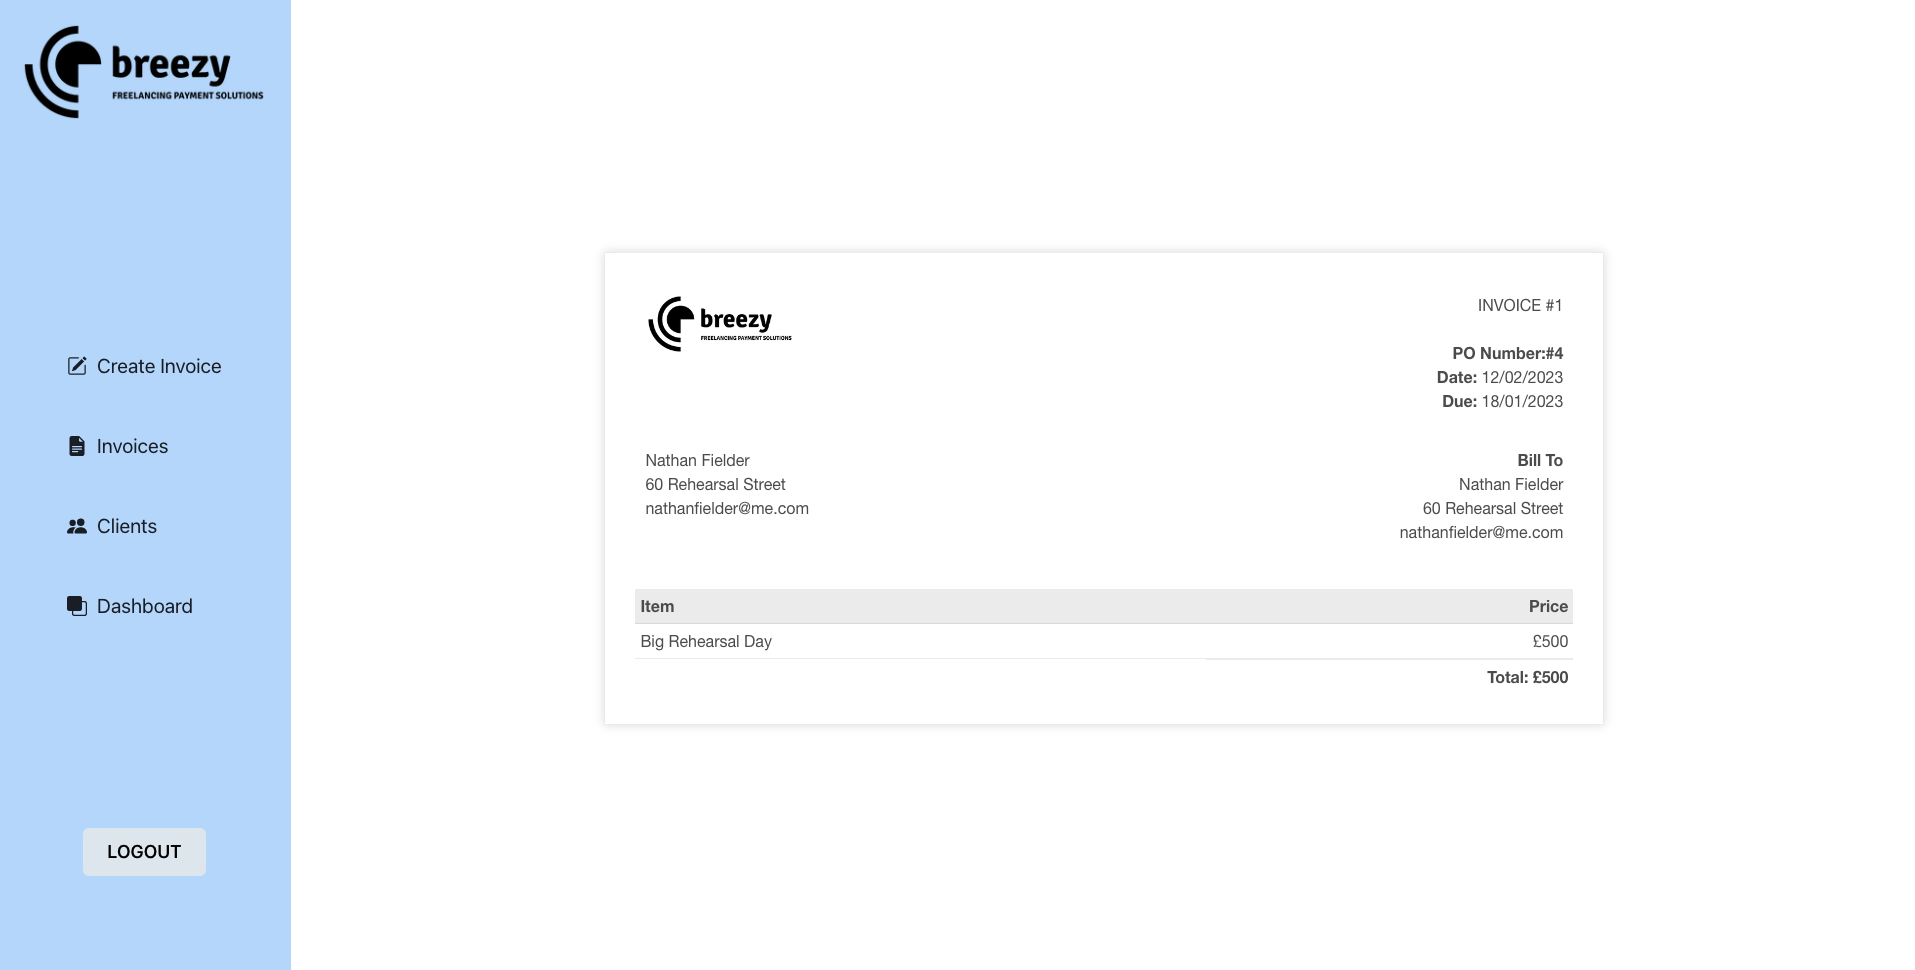 breezy
FREELANCING PAYMENT SOLUTIONS
Create Invoice
Invoices
Clients
Dashboard
LOGOUT
breezy
FREELANCING PAYMENT SOLUTIONS
INVOICE #1
PO Number:#4
Date: 12/02/2023
Due: 18/01/2023
Nathan Fielder
60 Rehearsal Street
nathanfielder@me.com
Bill To
Nathan Fielder
60 Rehearsal Street
nathanfielder@me.com
Item Price
Big Rehearsal Day £500
Total: £500